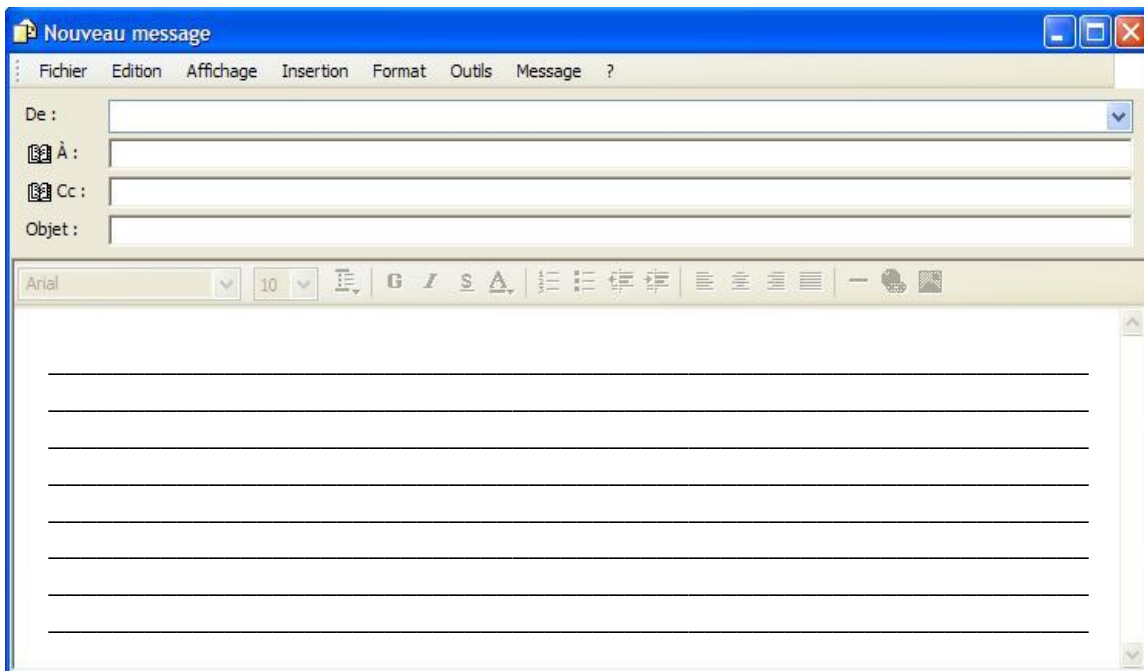 Nouveau message
Fichier Edition Affichage Insertion Format Outils Message ?
De :
À :
Cc :
Objet :
Arial 10 G I S A